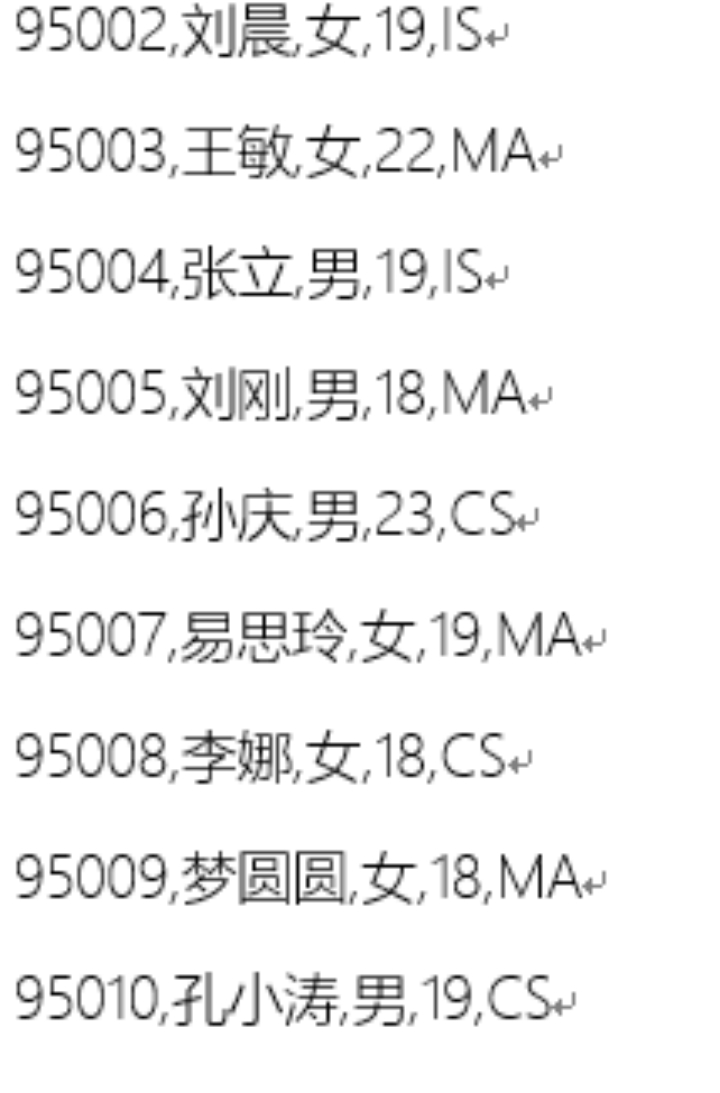 95002,刘晨,女,19,IS
95003,王敏,女,22,MA
95004,张立,男,19,IS
95005,刘刚,男,18,MA
95006,孙庆,男,23,CS
95007,易思玲,女,19,MA
95008,李娜,女,18,CS
95009,梦圆圆,女,18,MA
95010,孔小涛,男,19,CS